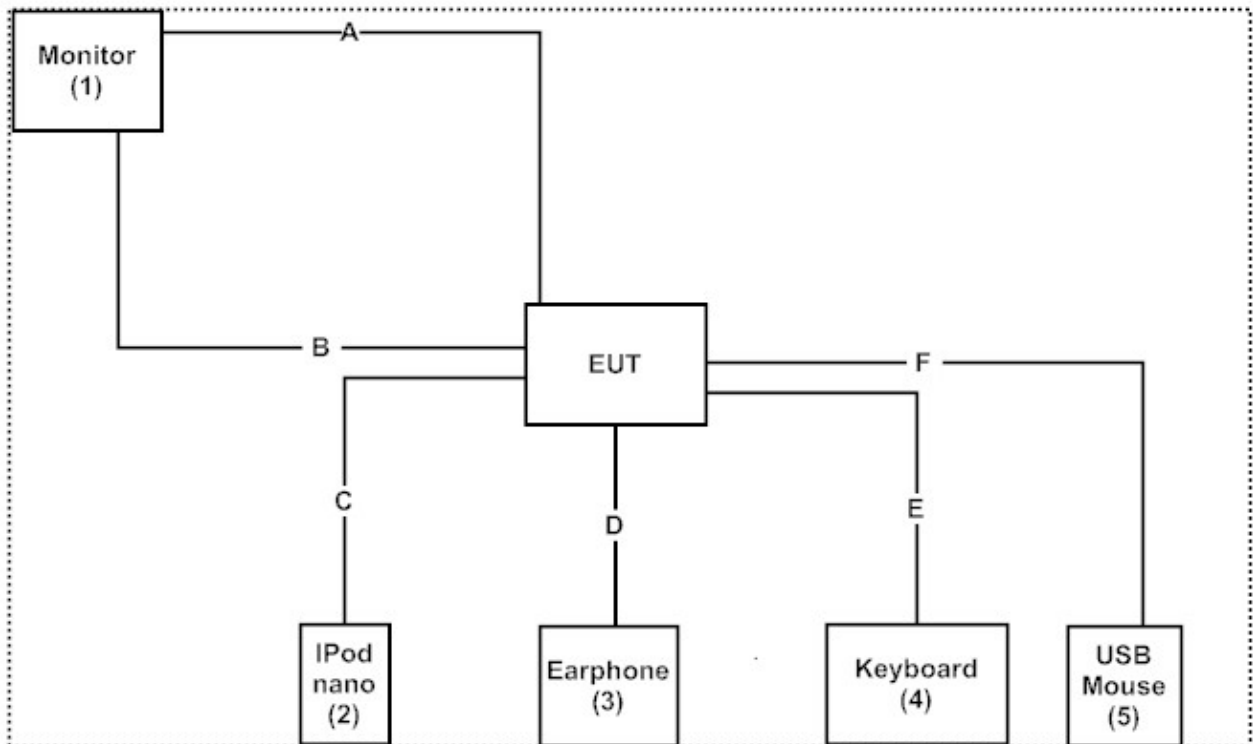 Monitor
(1)
A
B
EUT
F
C
D
E
IPod
nano
(2)
Earphone
(3)
Keyboard
(4)
USB
Mouse
(5)